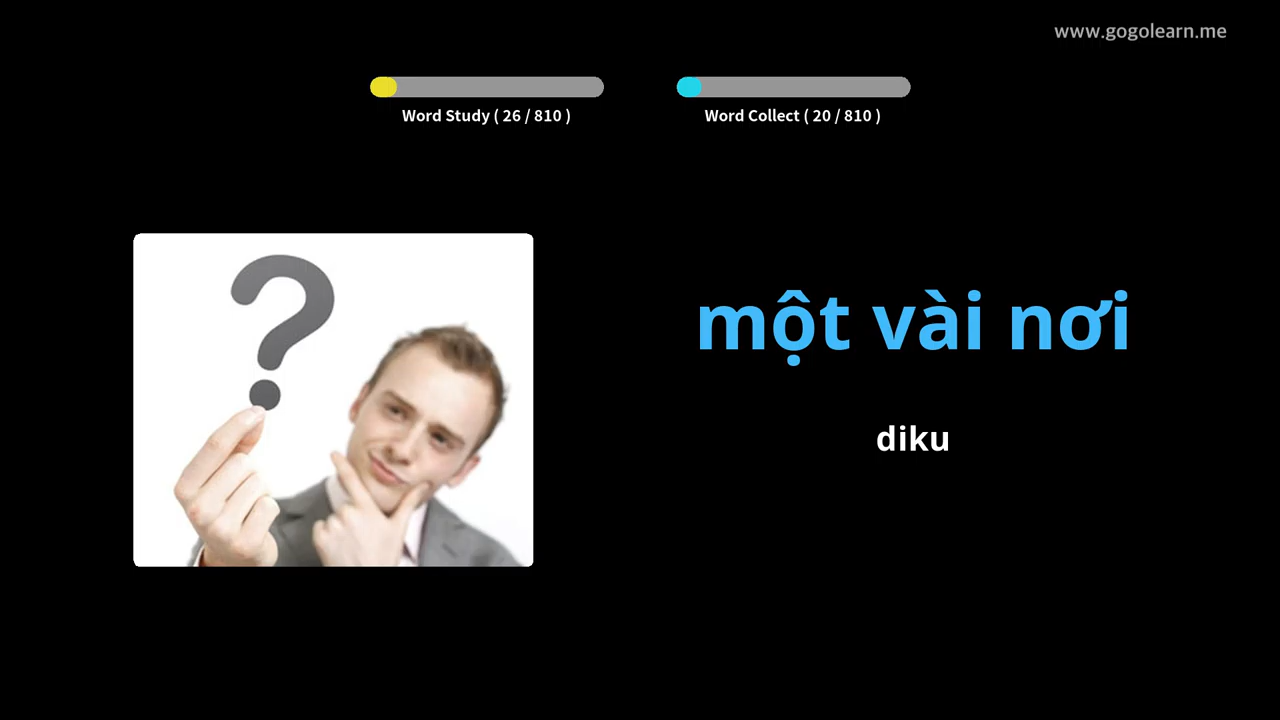 www.gogolearn.me
Word Study ( 26 / 810 )
Word Collect ( 20 / 810 )
một vài nơi
diku